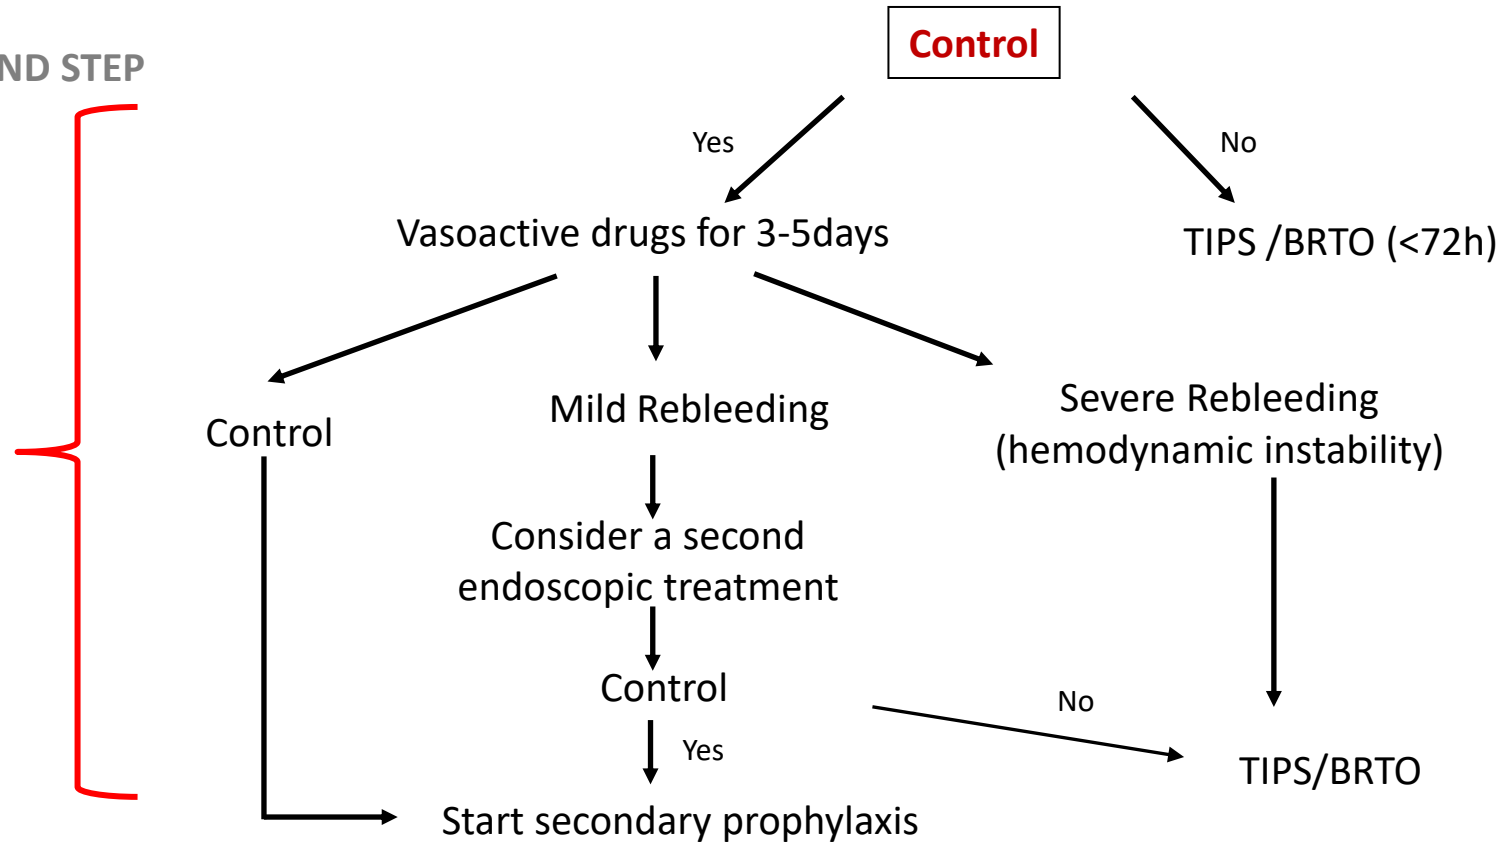 Control
ND STEP
Yes
No
Vasoactive drugs for 3-5days
TIPS /BRTO (<72h)
Control
Mild Rebleeding
Severe Rebleeding
(hemodynamic instability)
Consider a second
endoscopic treatment
Control
No
Yes
TIPS/BRTO
Start secondary prophylaxis